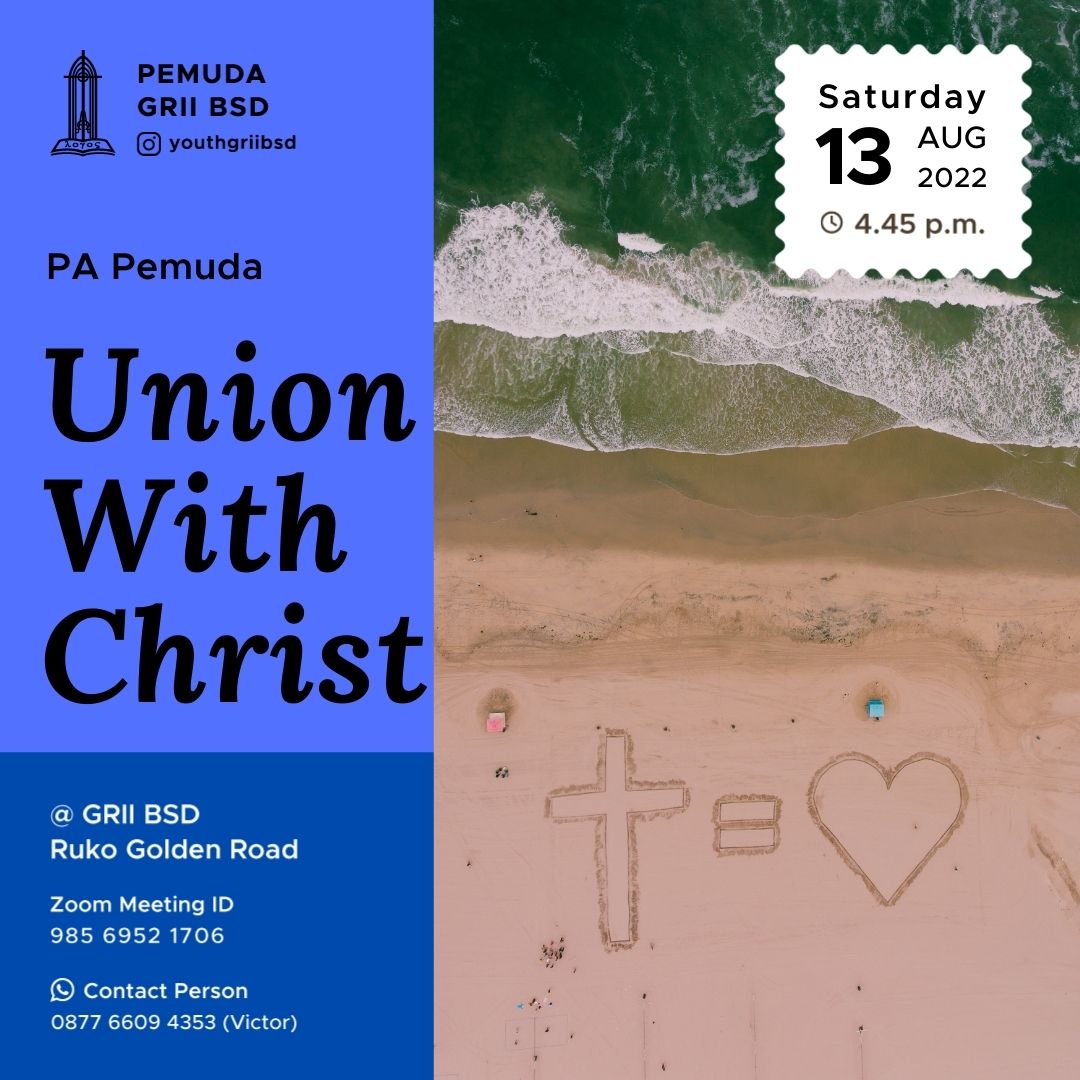 PEMUDA
GRII BSD
youthgriibsd
λογος
PA Pemuda
Union
With
Christ
@ GRII BSD
Ruko Golden Road
Zoom Meeting ID
985 6952 1706
Contact Person
0877 6609 4353 (Victor)
Saturday
13 AUG
2022
4.45 p.m.